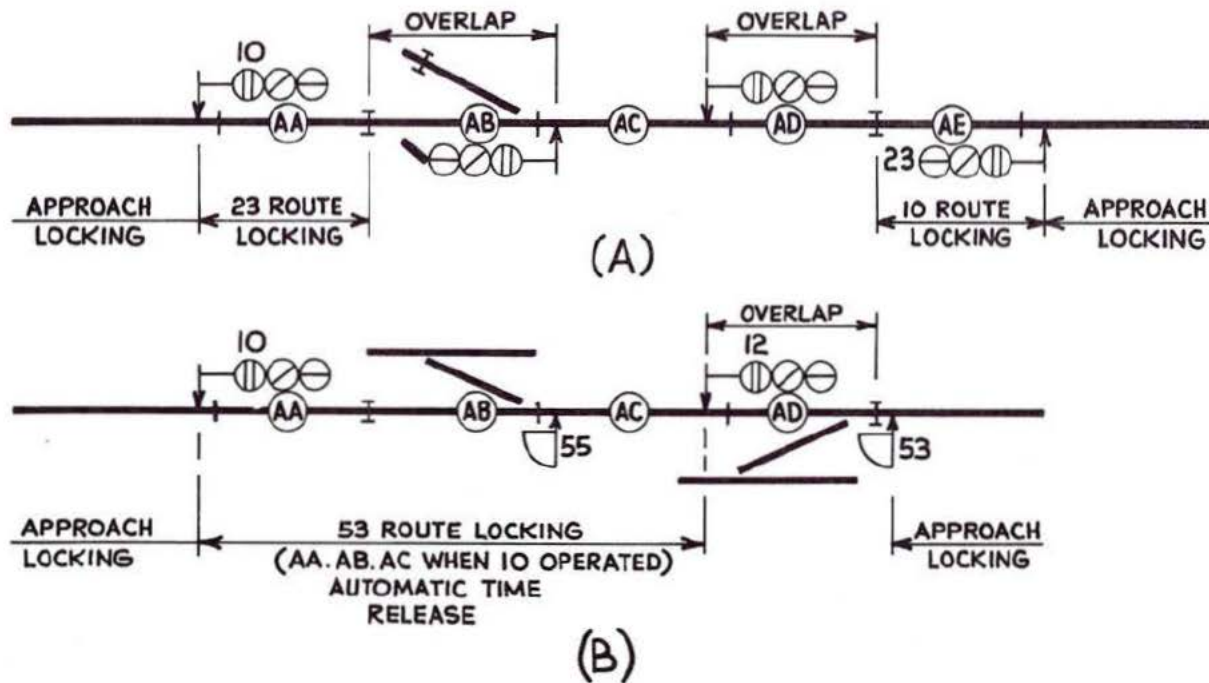 OVERLAP
OVERLAP
10
AA
AB
AC
AD
AE
23
APPROACH
LOCKING
23 ROUTE
LOCKING
10 ROUTE
LOCKING
APPROACH
LOCKING
(A)
OVERLAP
10
12
AA
AB
AC
AD
55
53
APPROACH
LOCKING
53 ROUTE LOCKING
(AA. AB. AC WHEN 10 OPERATED)
AUTOMATIC TIME
RELEASE
APPROACH
LOCKING
(B)